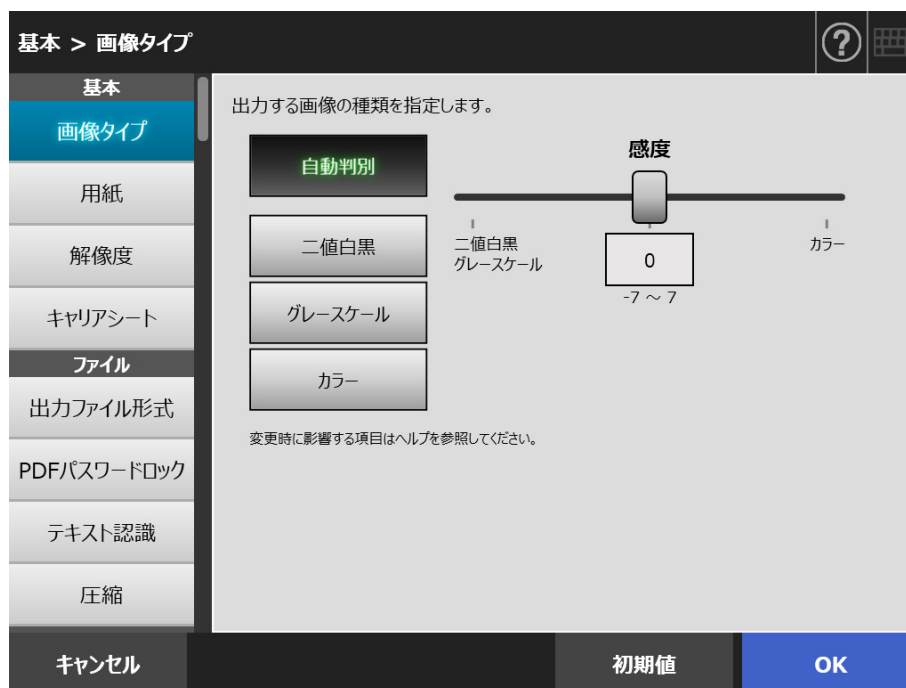 基本 > 画像タイプ
?
基本
画像タイプ
用紙
解像度
キャリアシート
ファイル
出力ファイル形式
PDFパスワードロック
テキスト認識
圧縮
出力する画像の種類を指定します。
自動判別
二値白黒
グレースケール
カラー
感度
二値白黒
グレースケール
カラー
0
-7 ～ 7
変更時に影響する項目はヘルプを参照してください。
キャンセル
初期値
OK